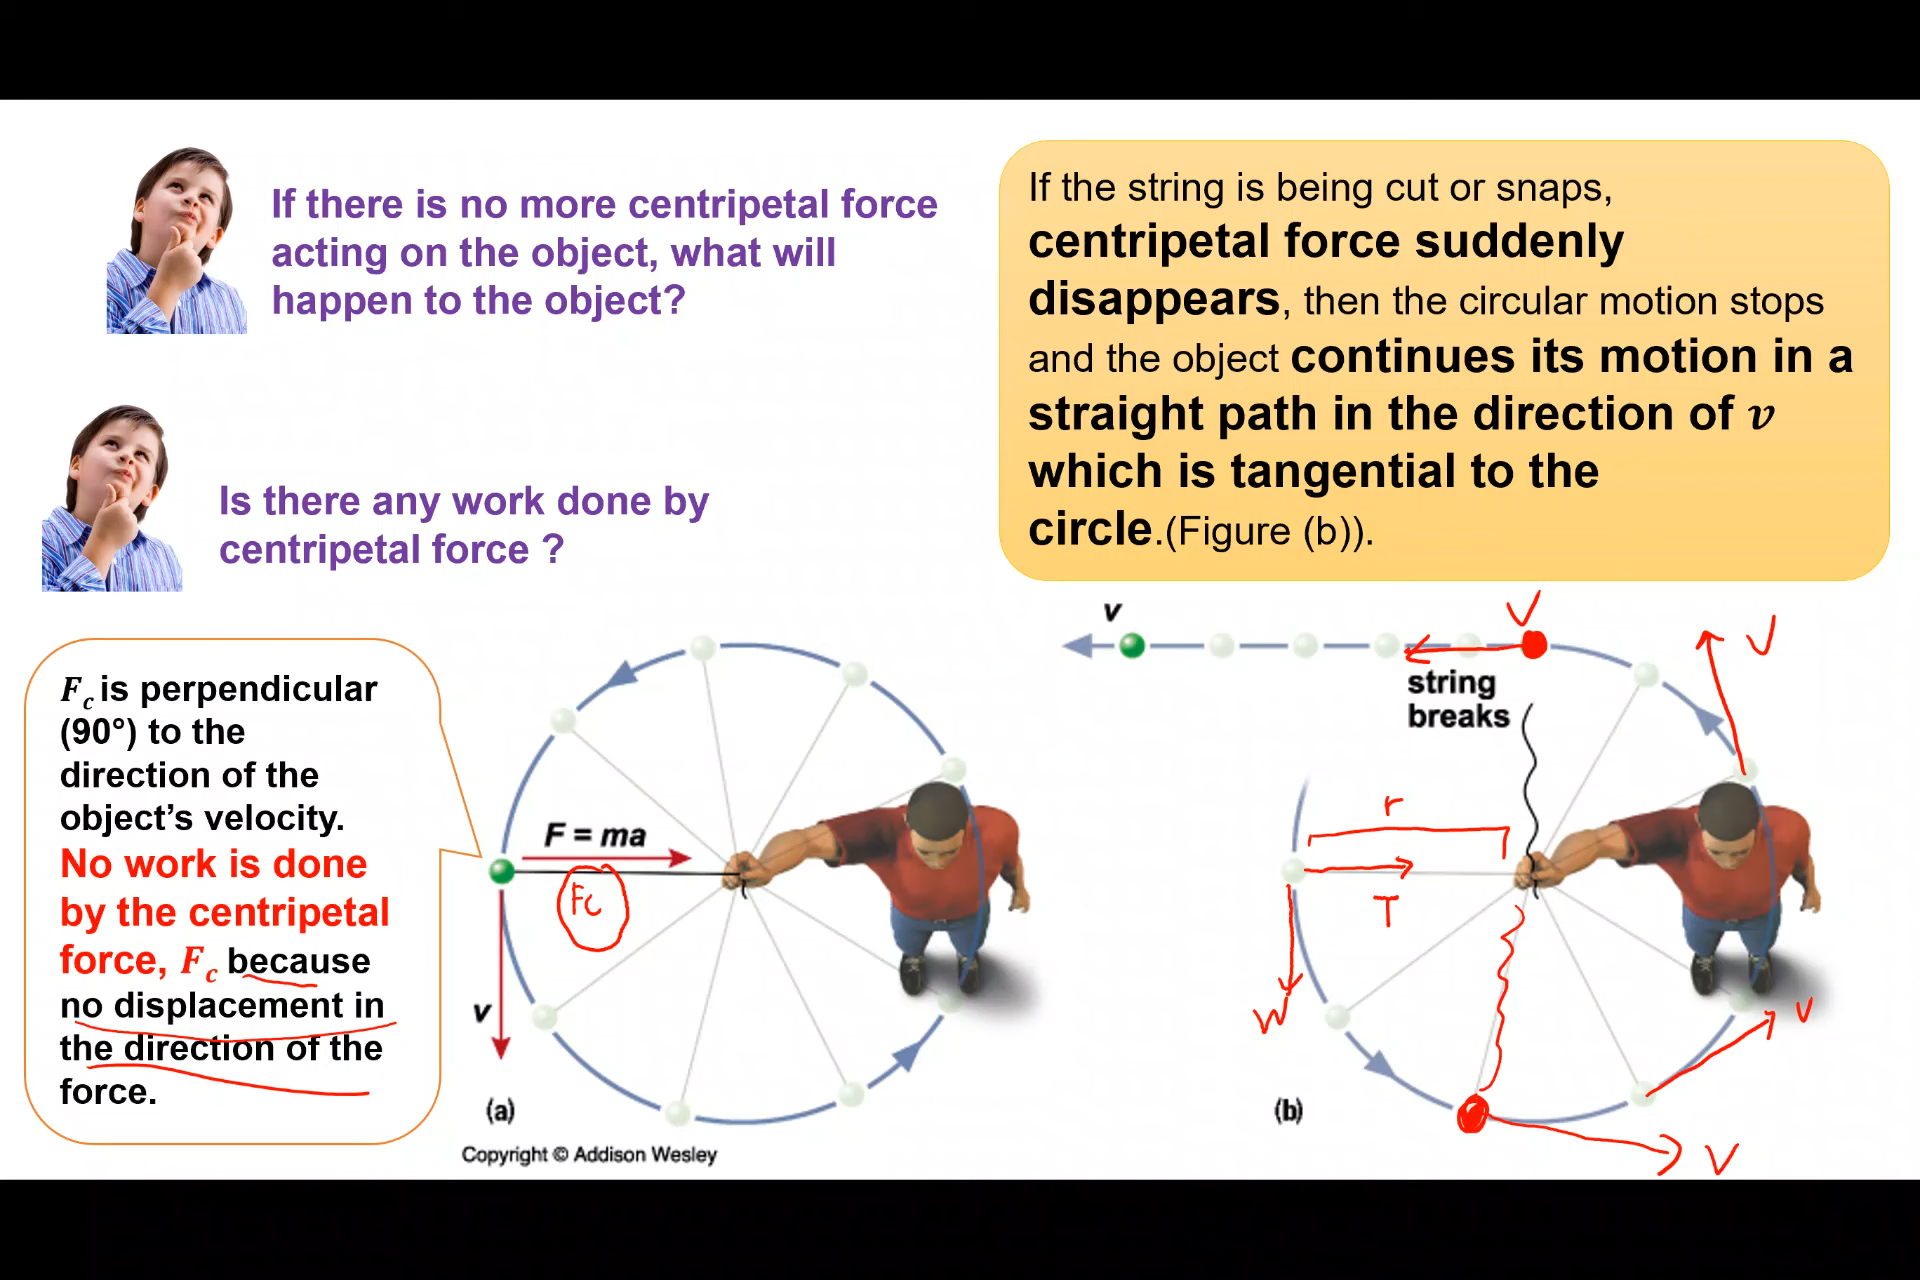 If there is no more centripetal force
acting on the object, what will
happen to the object?
Is there any work done by
centripetal force ?
If the string is being cut or snaps,
centripetal force suddenly
disappears, then the circular motion stops
and the object continues its motion in a
straight path in the direction of v
which is tangential to the
circle.(Figure (b)).
Fc is perpendicular
(90°) to the
direction of the
object’s velocity.
No work is done
by the centripetal
force, Fc because
no displacement in
the direction of the
force.
F = ma
Fc
v
(a)
Copyright © Addison Wesley
v
V
V
string
breaks
r
T
W
v
(b)
V